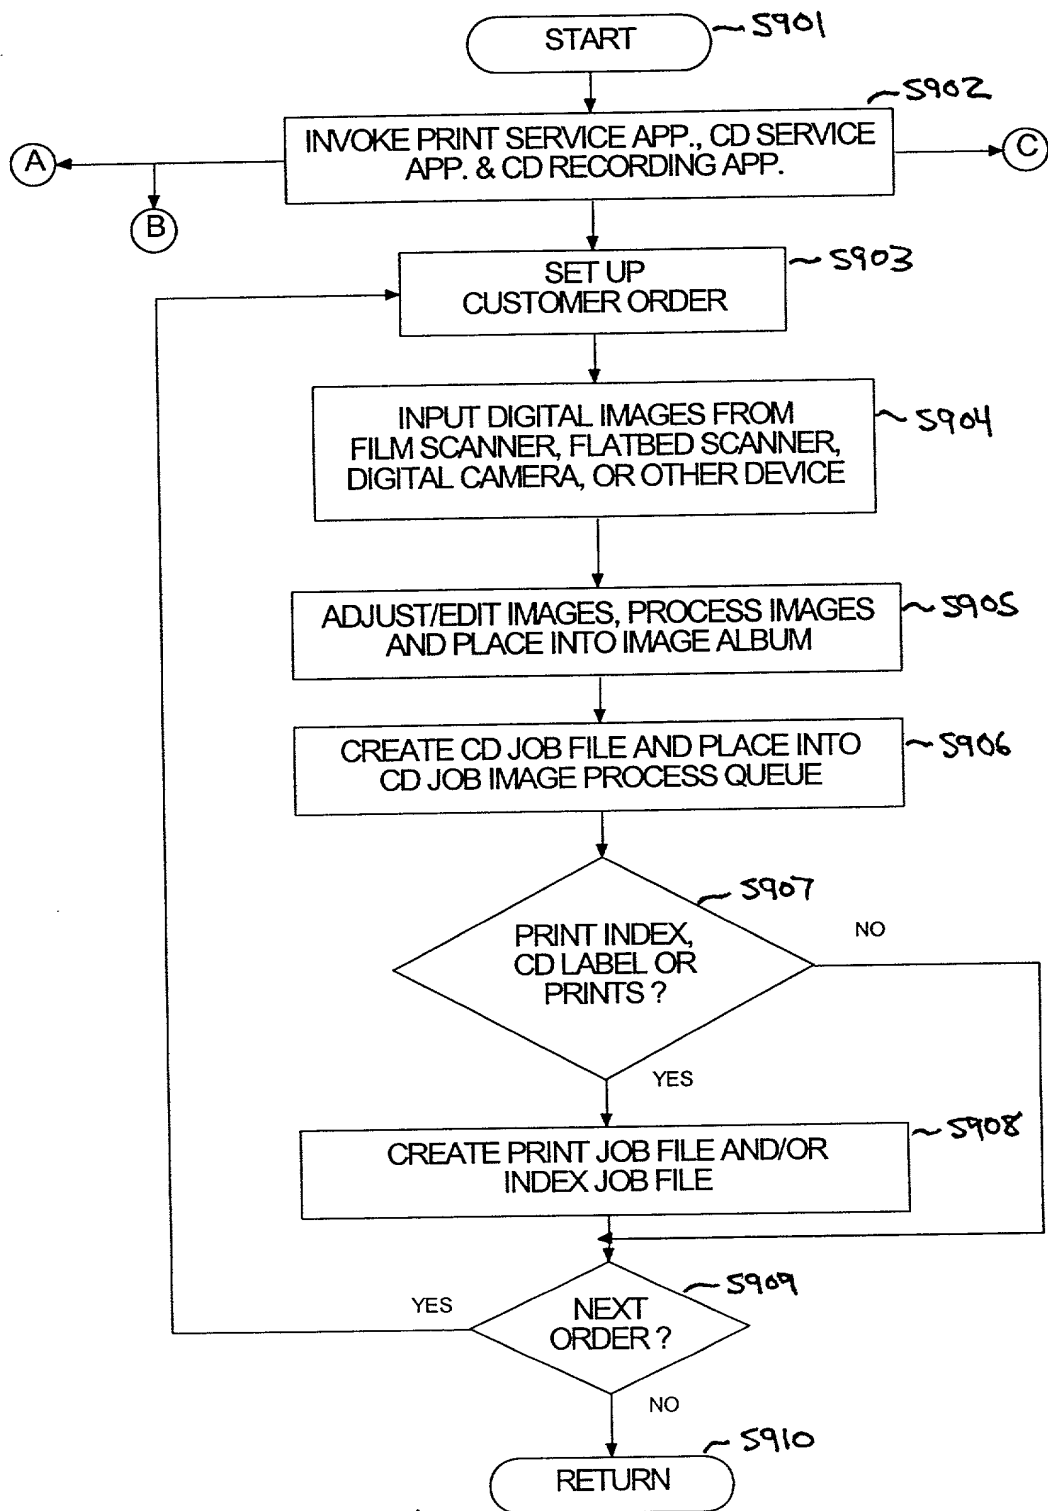 START
S901
S902
INVOKE PRINT SERVICE APP., CD SERVICE
APP. & CD RECORDING APP.
A
C
B
S903
SET UP
CUSTOMER ORDER
INPUT DIGITAL IMAGES FROM
FILM SCANNER, FLATBED SCANNER,
DIGITAL CAMERA, OR OTHER DEVICE
S904
ADJUST/EDIT IMAGES, PROCESS IMAGES
AND PLACE INTO IMAGE ALBUM
S905
CREATE CD JOB FILE AND PLACE INTO
CD JOB IMAGE PROCESS QUEUE
S906
S907
PRINT INDEX,
CD LABEL OR
PRINTS ?
NO
YES
CREATE PRINT JOB FILE AND/OR
INDEX JOB FILE
S908
S909
YES
NEXT
ORDER ?
NO
S910
RETURN